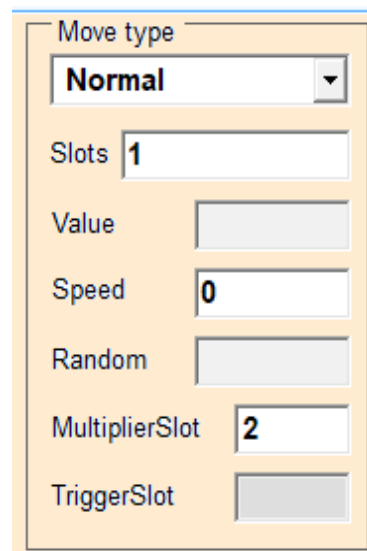 Move type
Normal
Slots 1
Value
Speed 0
Random
MultiplierSlot 2
TriggerSlot